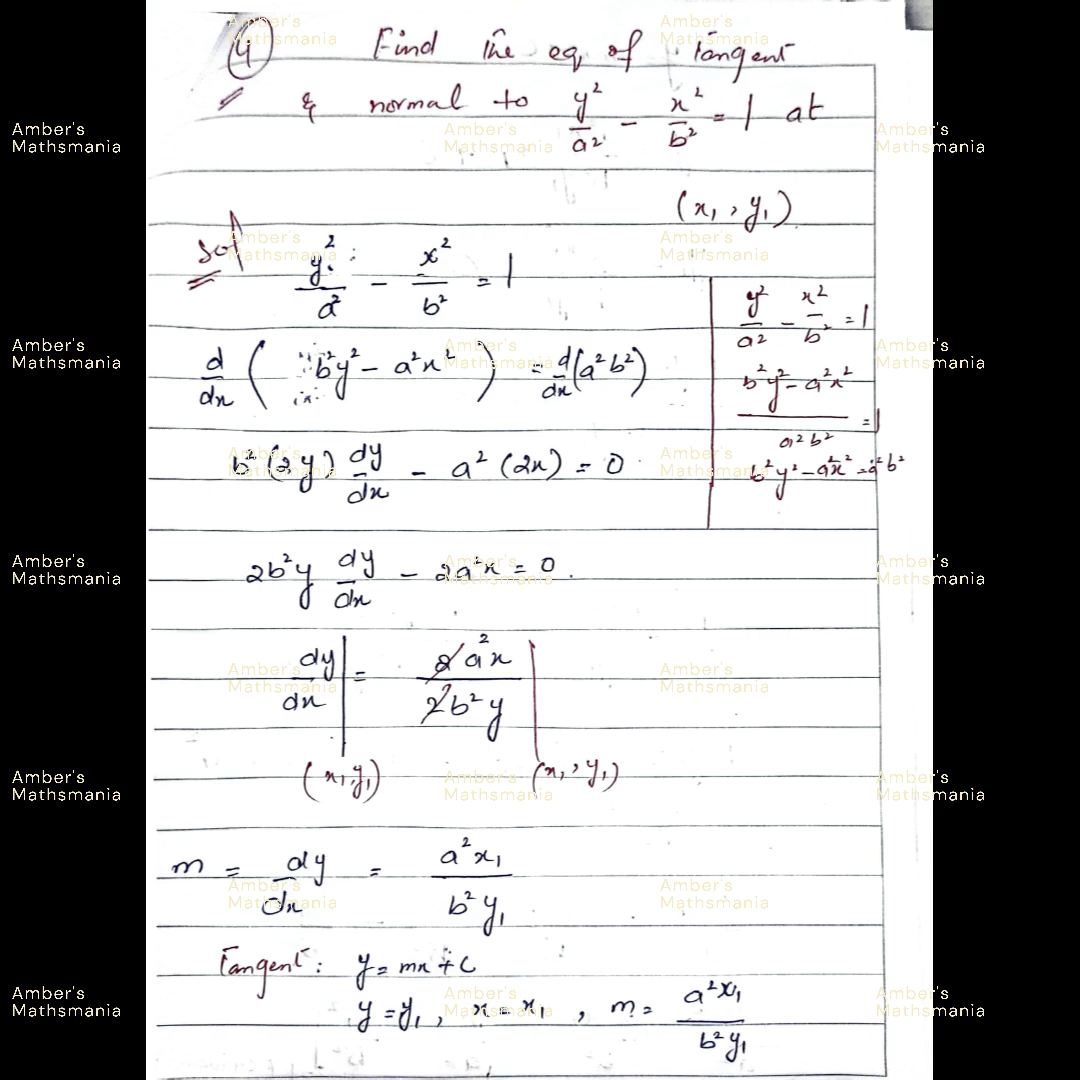 (4) Find the eq of Tangent
& normal to y²/a² - x²/b² = 1 at
(x₁, y₁)
Sol
y²/a² - x²/b² = 1
d/dx (b²y² - a²x²) = d/dx (a²b²)
b²(2y) dy/dx - a²(2x) = 0
y²/a² - x²/b² = 1
(b²y² - a²x²)/(a²b²) = 1
b²y² - a²x² = a²b²
2b²y dy/dx - 2a²x = 0.
dy/dx |(x₁, y₁) = 2a²x/2b²y |(x₁, y₁)
m = dy/dx = a²x₁/b²y₁
Tangent: y = mx + c
y = y₁, x = x₁, m = a²x₁/b²y₁
Amber's
Mathsmania